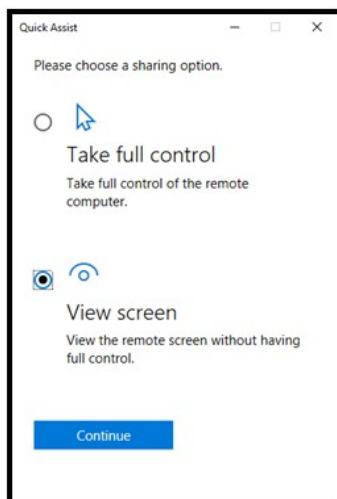 Quick Assist
Please choose a sharing option.
Take full control
Take full control of the remote
computer.
View screen
View the remote screen without having
full control.
Continue